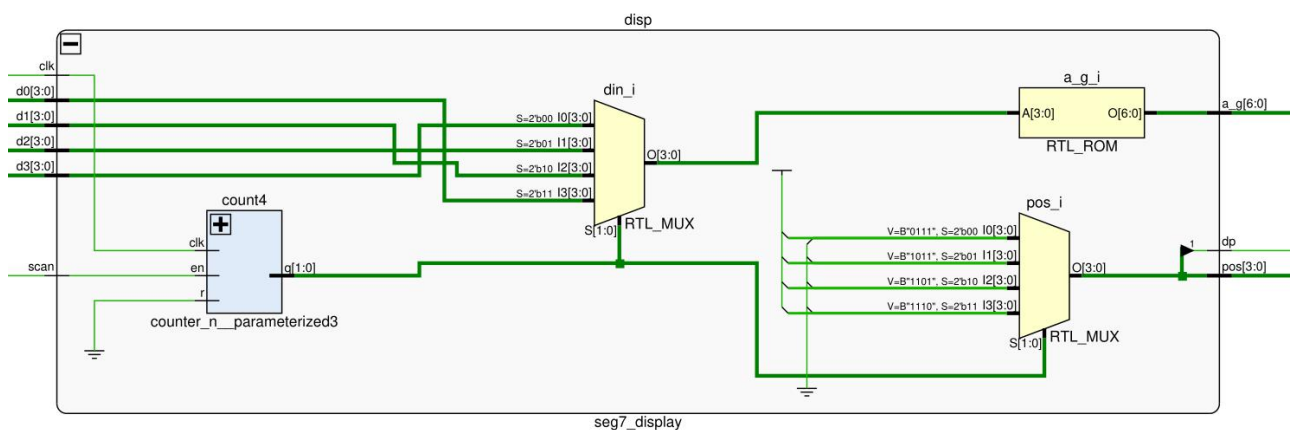 disp
clk
d0[3:0]
d1[3:0]
d2[3:0]
d3[3:0]
scan
count4
clk
en
r
q[1:0]
counter_n__parameterized3
din_i
S=2'b00 I0[3:0]
S=2'b01 I1[3:0]
S=2'b10 I2[3:0]
S=2'b11 I3[3:0]
O[3:0]
S[1:0]
RTL_MUX
a_g_i
A[3:0]
O[6:0]
RTL_ROM
a_g[6:0]
pos_i
V=B"0111", S=2'b00 I0[3:0]
V=B"1011", S=2'b01 I1[3:0]
V=B"1101", S=2'b10 I2[3:0]
V=B"1110", S=2'b11 I3[3:0]
O[3:0]
S[1:0]
RTL_MUX
1
dp
pos[3:0]
seg7_display